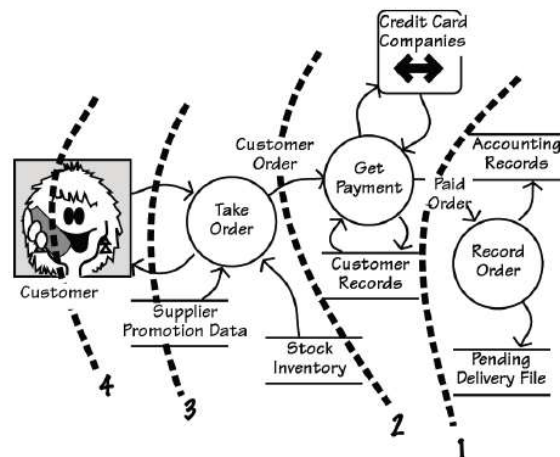 Credit Card
Companies
Customer
Order
Get
Payment
Accounting
Records
Paid
Order
Take
Order
Record
Order
Customer
Customer
Records
Supplier
Promotion Data
Stock
Inventory
Pending
Delivery File
4
3
2
1